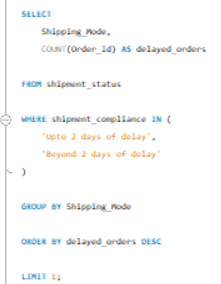 SELECT
Shipping_Mode,
COUNT(Order_Id) AS delayed_orders
FROM shipment_status
WHERE shipment_compliance IN (
'Upto 2 days of delay',
'Beyond 2 days of delay'
)
GROUP BY Shipping_Mode
ORDER BY delayed_orders DESC
LIMIT 1;